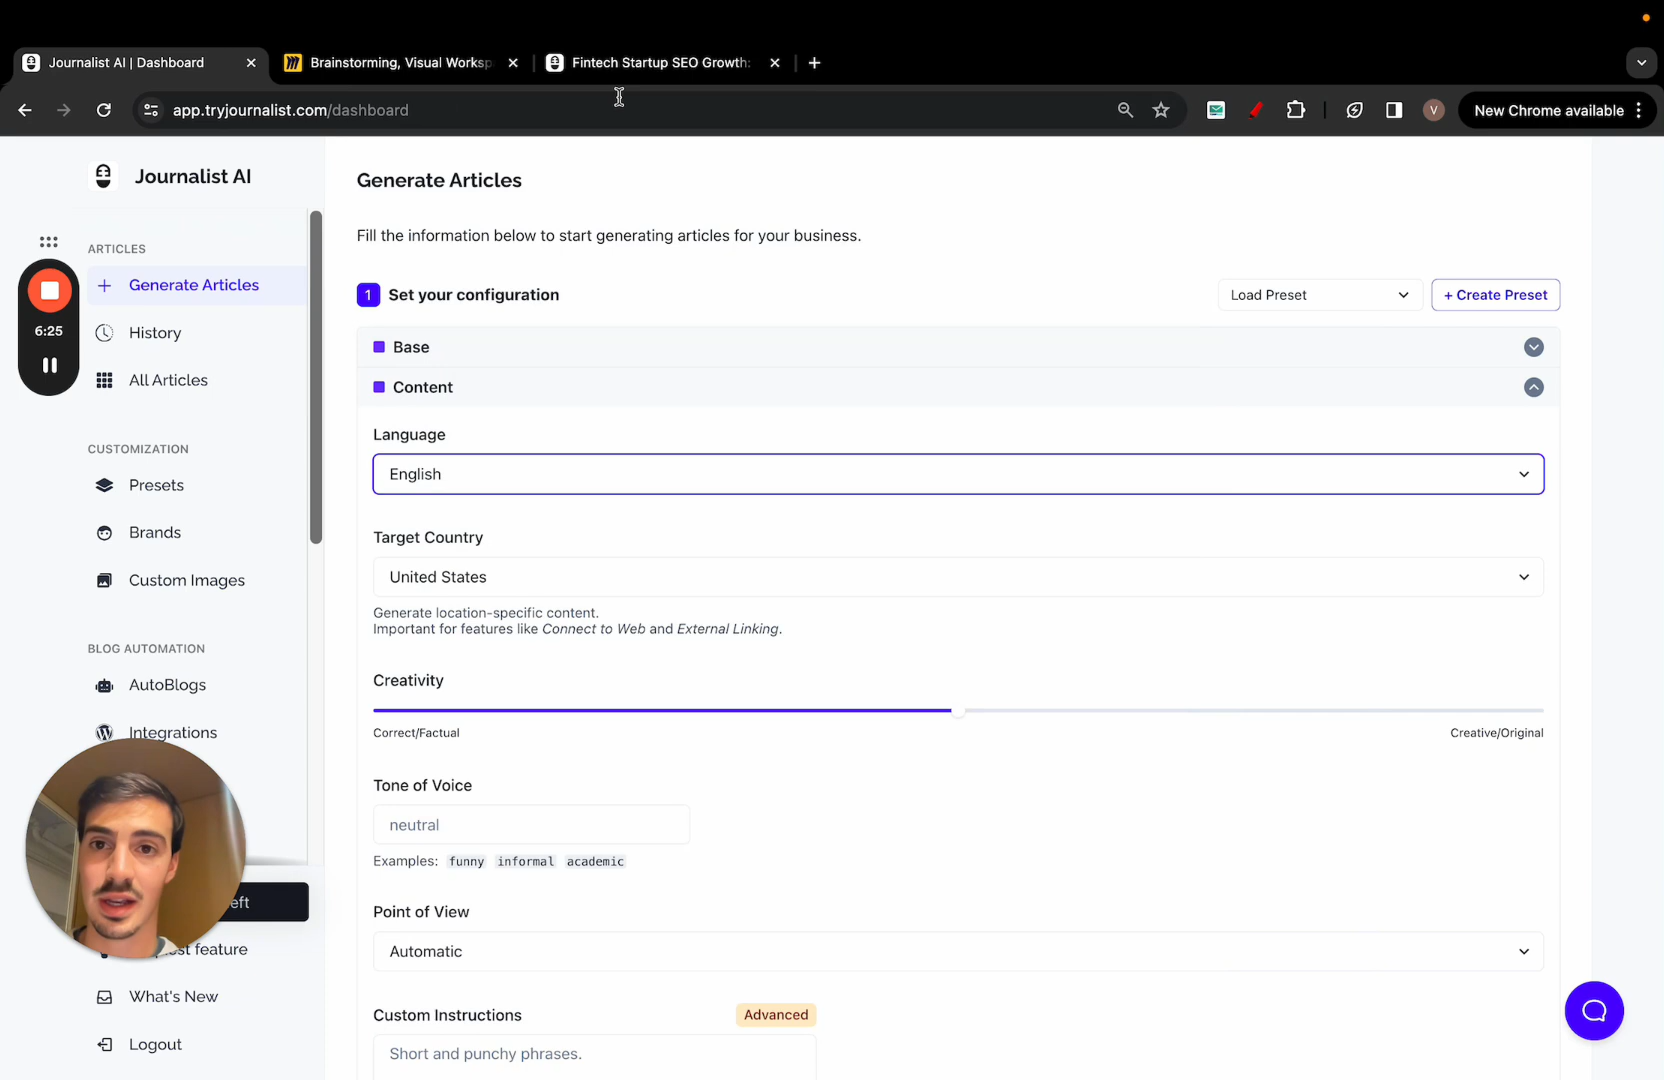 Journalist AI | Dashboard
Brainstorming, Visual Worksp
Fintech Startup SEO Growth:
app.tryjournalist.com/dashboard
V
New Chrome available
Journalist AI
ARTICLES
Generate Articles
History
All Articles
6:25
CUSTOMIZATION
Presets
Brands
Custom Images
BLOG AUTOMATION
AutoBlogs
Integrations
eft
st feature
What's New
Logout
Generate Articles
Fill the information below to start generating articles for your business.
1 Set your configuration
Load Preset
+ Create Preset
Base
Content
Language
English
Target Country
United States
Generate location-specific content.
Important for features like Connect to Web and External Linking.
Creativity
Correct/Factual
Creative/Original
Tone of Voice
neutral
Examples: funny informal academic
Point of View
Automatic
Custom Instructions
Advanced
Short and punchy phrases.